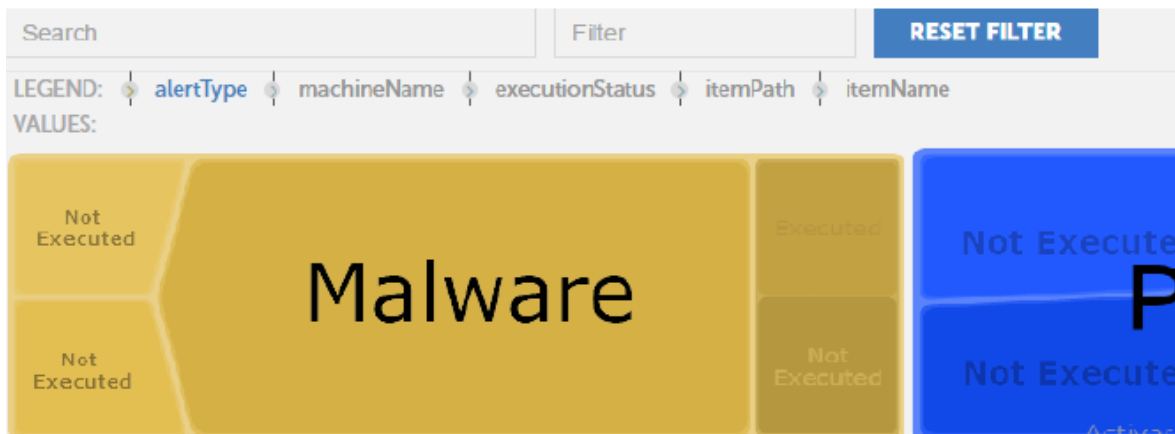 Search Filter RESET FILTER
LEGEND: alertType machineName executionStatus itemPath itemName
VALUES:
Not
Executed
Malware
Executed
Not Execute
P
Not
Executed
Not
Executed
Not Execute